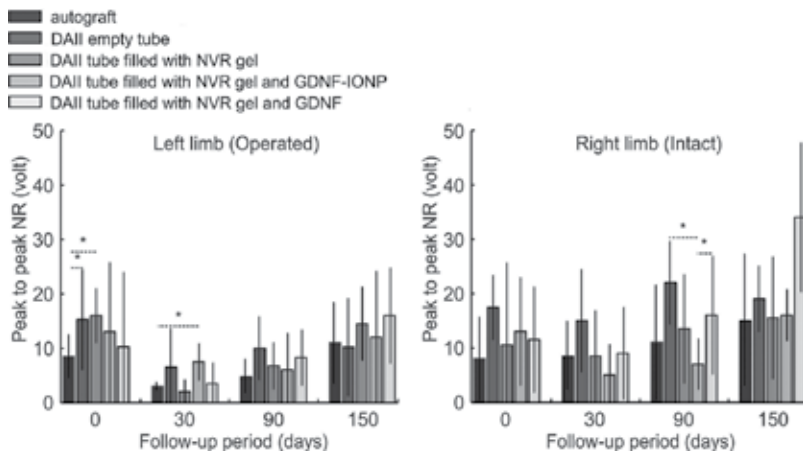 autograft
DAII empty tube
DAII tube filled with NVR gel
DAII tube filled with NVR gel and GDNF-IONP
DAII tube filled with NVR gel and GDNF
Left limb (Operated)
Peak to peak NR (volt)
50
40
30
20
10
0
*
*
*
0 30 90 150
Follow-up period (days)
Right limb (Intact)
Peak to peak NR (volt)
50
40
30
20
10
0
*
*
0 30 90 150
Follow-up period (days)